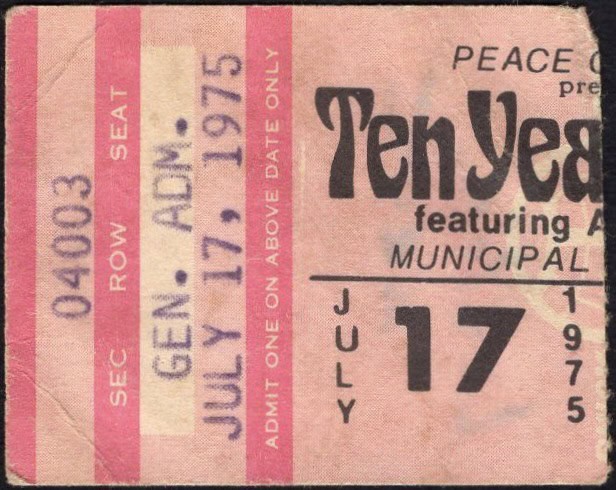 04003
SEC ROW SEAT
GEN. ADM.
JULY 17, 1975
ADMIT ONE ON ABOVE DATE ONLY
PEACE
pre
Ten Yea
featuring A
MUNICIPAL
JULY
17
1975